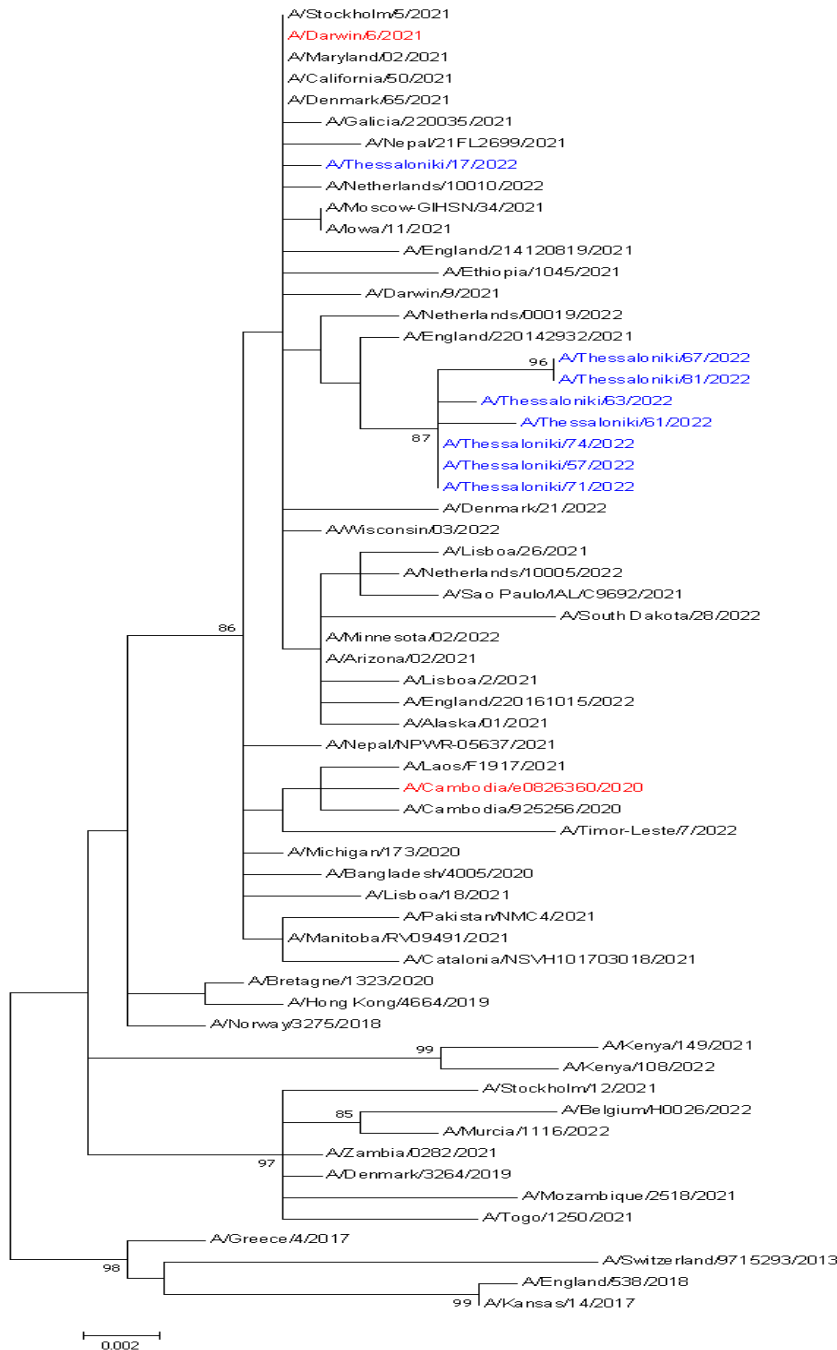 A/Stockholm/5/2021
A/Darwin/6/2021
A/Maryland/02/2021
A/California/50/2021
A/Denmark/65/2021
A/Galicia/220035/2021
A/Nepal/21FL2699/2021
A/Thessaloniki/17/2022
A/Netherlands/10010/2022
A/Moscow-GIHSN/34/2021
A/Iowa/11/2021
A/England/214120819/2021
A/Ethiopia/1045/2021
A/Darwin/9/2021
A/Netherlands/00019/2022
A/England/220142932/2021
A/Thessaloniki/67/2022
96
A/Thessaloniki/81/2022
A/Thessaloniki/63/2022
A/Thessaloniki/61/2022
87
A/Thessaloniki/74/2022
A/Thessaloniki/57/2022
A/Thessaloniki/71/2022
A/Denmark/21/2022
A/Wisconsin/03/2022
A/Lisboa/26/2021
A/Netherlands/10005/2022
A/Sao Paulo/IAL/C9692/2021
A/South Dakota/28/2022
86
A/Minnesota/02/2022
A/Arizona/02/2021
A/Lisboa/2/2021
A/England/220161015/2022
A/Alaska/01/2021
A/Nepal/NPWR-05637/2021
A/Laos/F1917/2021
A/Cambodia/e0826360/2020
A/Cambodia/925256/2020
A/Timor-Leste/7/2022
A/Michigan/173/2020
A/Bangladesh/4005/2020
A/Lisboa/18/2021
A/Pakistan/NMC4/2021
A/Manitoba/RV09491/2021
A/Catalonia/NSVH101703018/2021
A/Bretagne/1323/2020
A/Hong Kong/4664/2019
A/Norway/3275/2018
99
A/Kenya/149/2021
A/Kenya/108/2022
A/Stockholm/12/2021
85
A/Belgium/H0026/2022
A/Murcia/1116/2022
A/Zambia/0282/2021
97
A/Denmark/3264/2019
A/Mozambique/2518/2021
A/Togo/1250/2021
A/Greece/4/2017
98
A/Switzerland/9715293/2013
A/England/538/2018
99
A/Kansas/14/2017
0.002